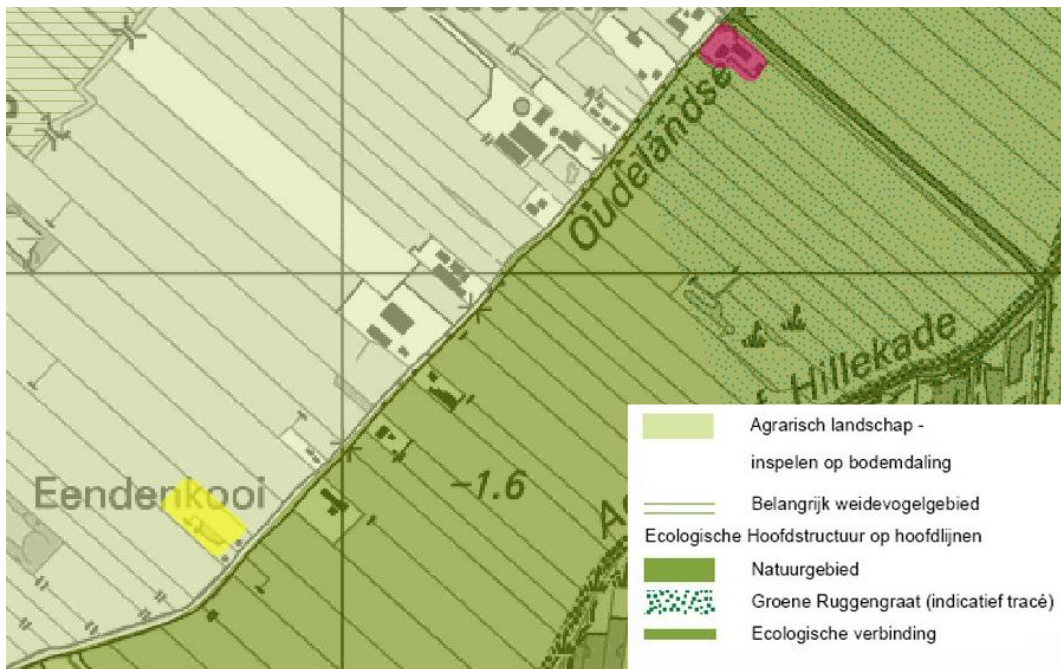 Oudelandse
Hillekade
Eendenkooi
-1.6
A
Agrarisch landschap -
inspelen op bodemdaling
Belangrijk weidevogelgebied
Ecologische Hoofdstructuur op hoofdlijnen
Natuurgebied
Groene Ruggengraat (indicatief tracé)
Ecologische verbinding